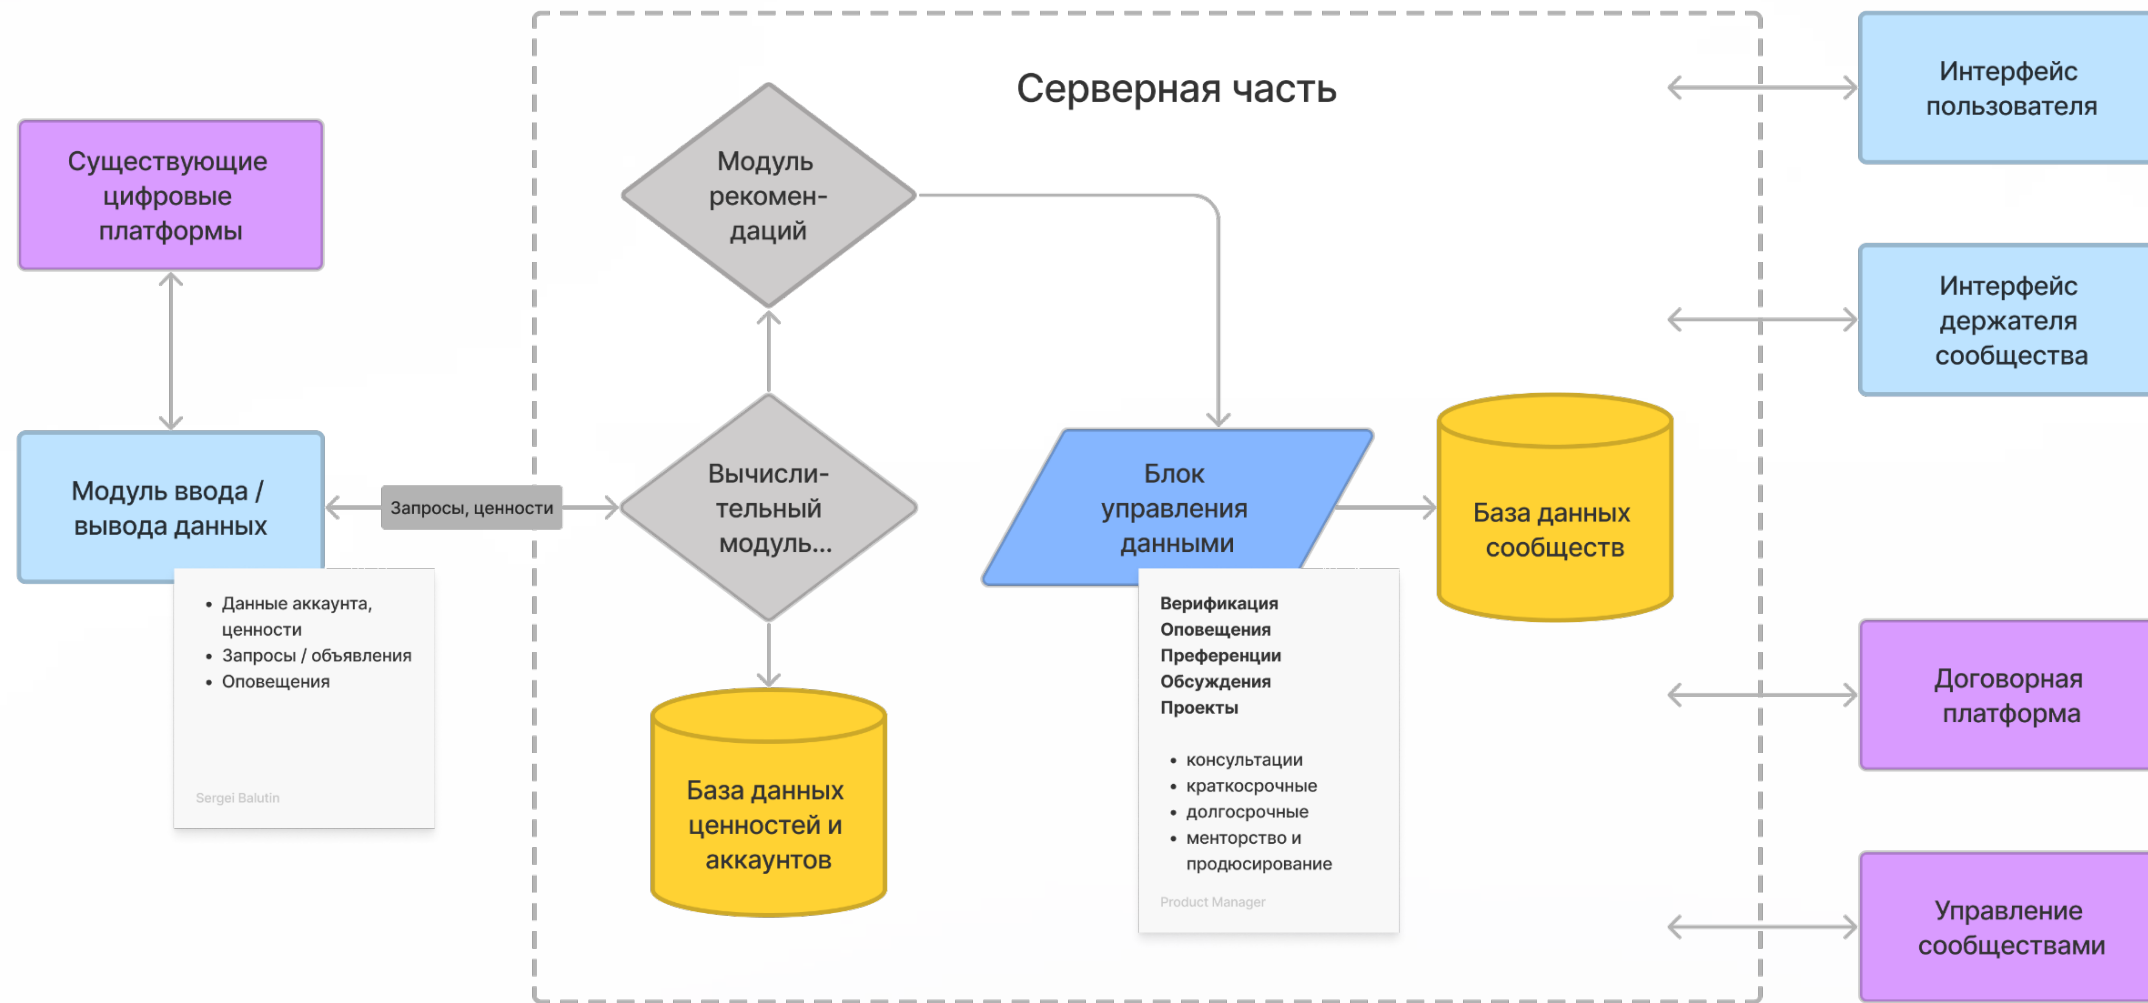 Серверная часть
Существующие
цифровые
платформы
Модуль ввода /
вывода данных
• Данные аккаунта,
ценности
• Запросы / объявления
• Оповещения
Sergei Balutin
Запросы, ценности
Модуль
рекомен-
даций
Вычисли-
тельный
модуль...
База данных
ценностей и
аккаунтов
Блок
управления
данными
Верификация
Оповещения
Преференции
Обсуждения
Проекты
• консультации
• краткосрочные
• долгосрочные
• менторство и
продюсирование
Product Manager
База данных
сообществ
Интерфейс
пользователя
Интерфейс
держателя
сообщества
Договорная
платформа
Управление
сообществами